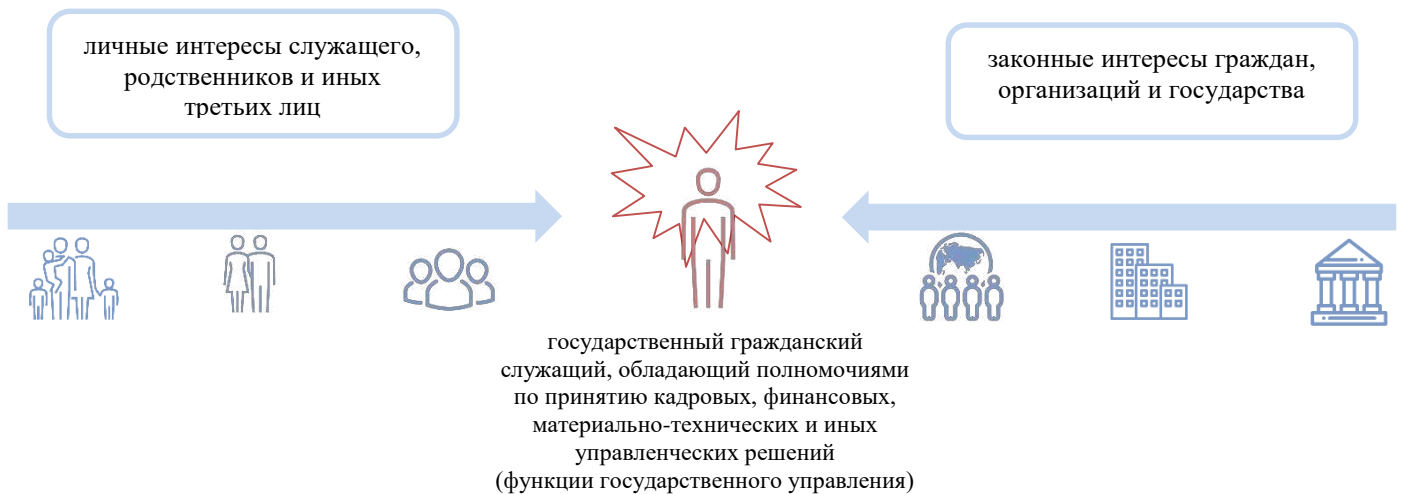 личные интересы служащего,
родственников и иных
третьих лиц
законные интересы граждан,
организаций и государства
государственный гражданский
служащий, обладающий полномочиями
по принятию кадровых, финансовых,
материально-технических и иных
управленческих решений
(функции государственного управления)